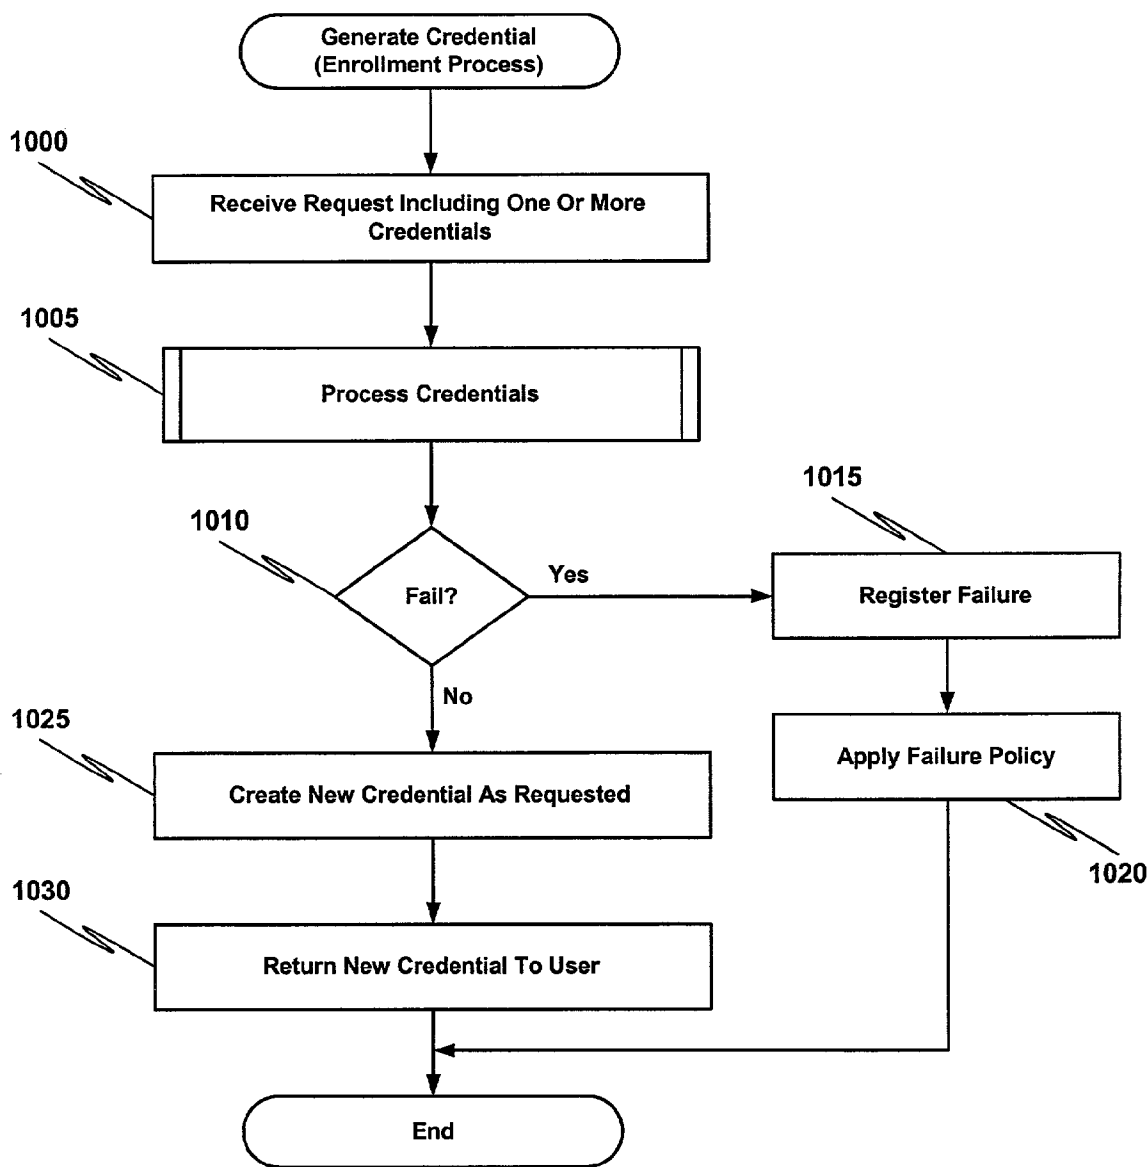 Generate Credential
(Enrollment Process)
1000
Receive Request Including One Or More
Credentials
1005
Process Credentials
1010
Fail?
Yes
1015
Register Failure
No
1025
Create New Credential As Requested
Apply Failure Policy
1020
1030
Return New Credential To User
End